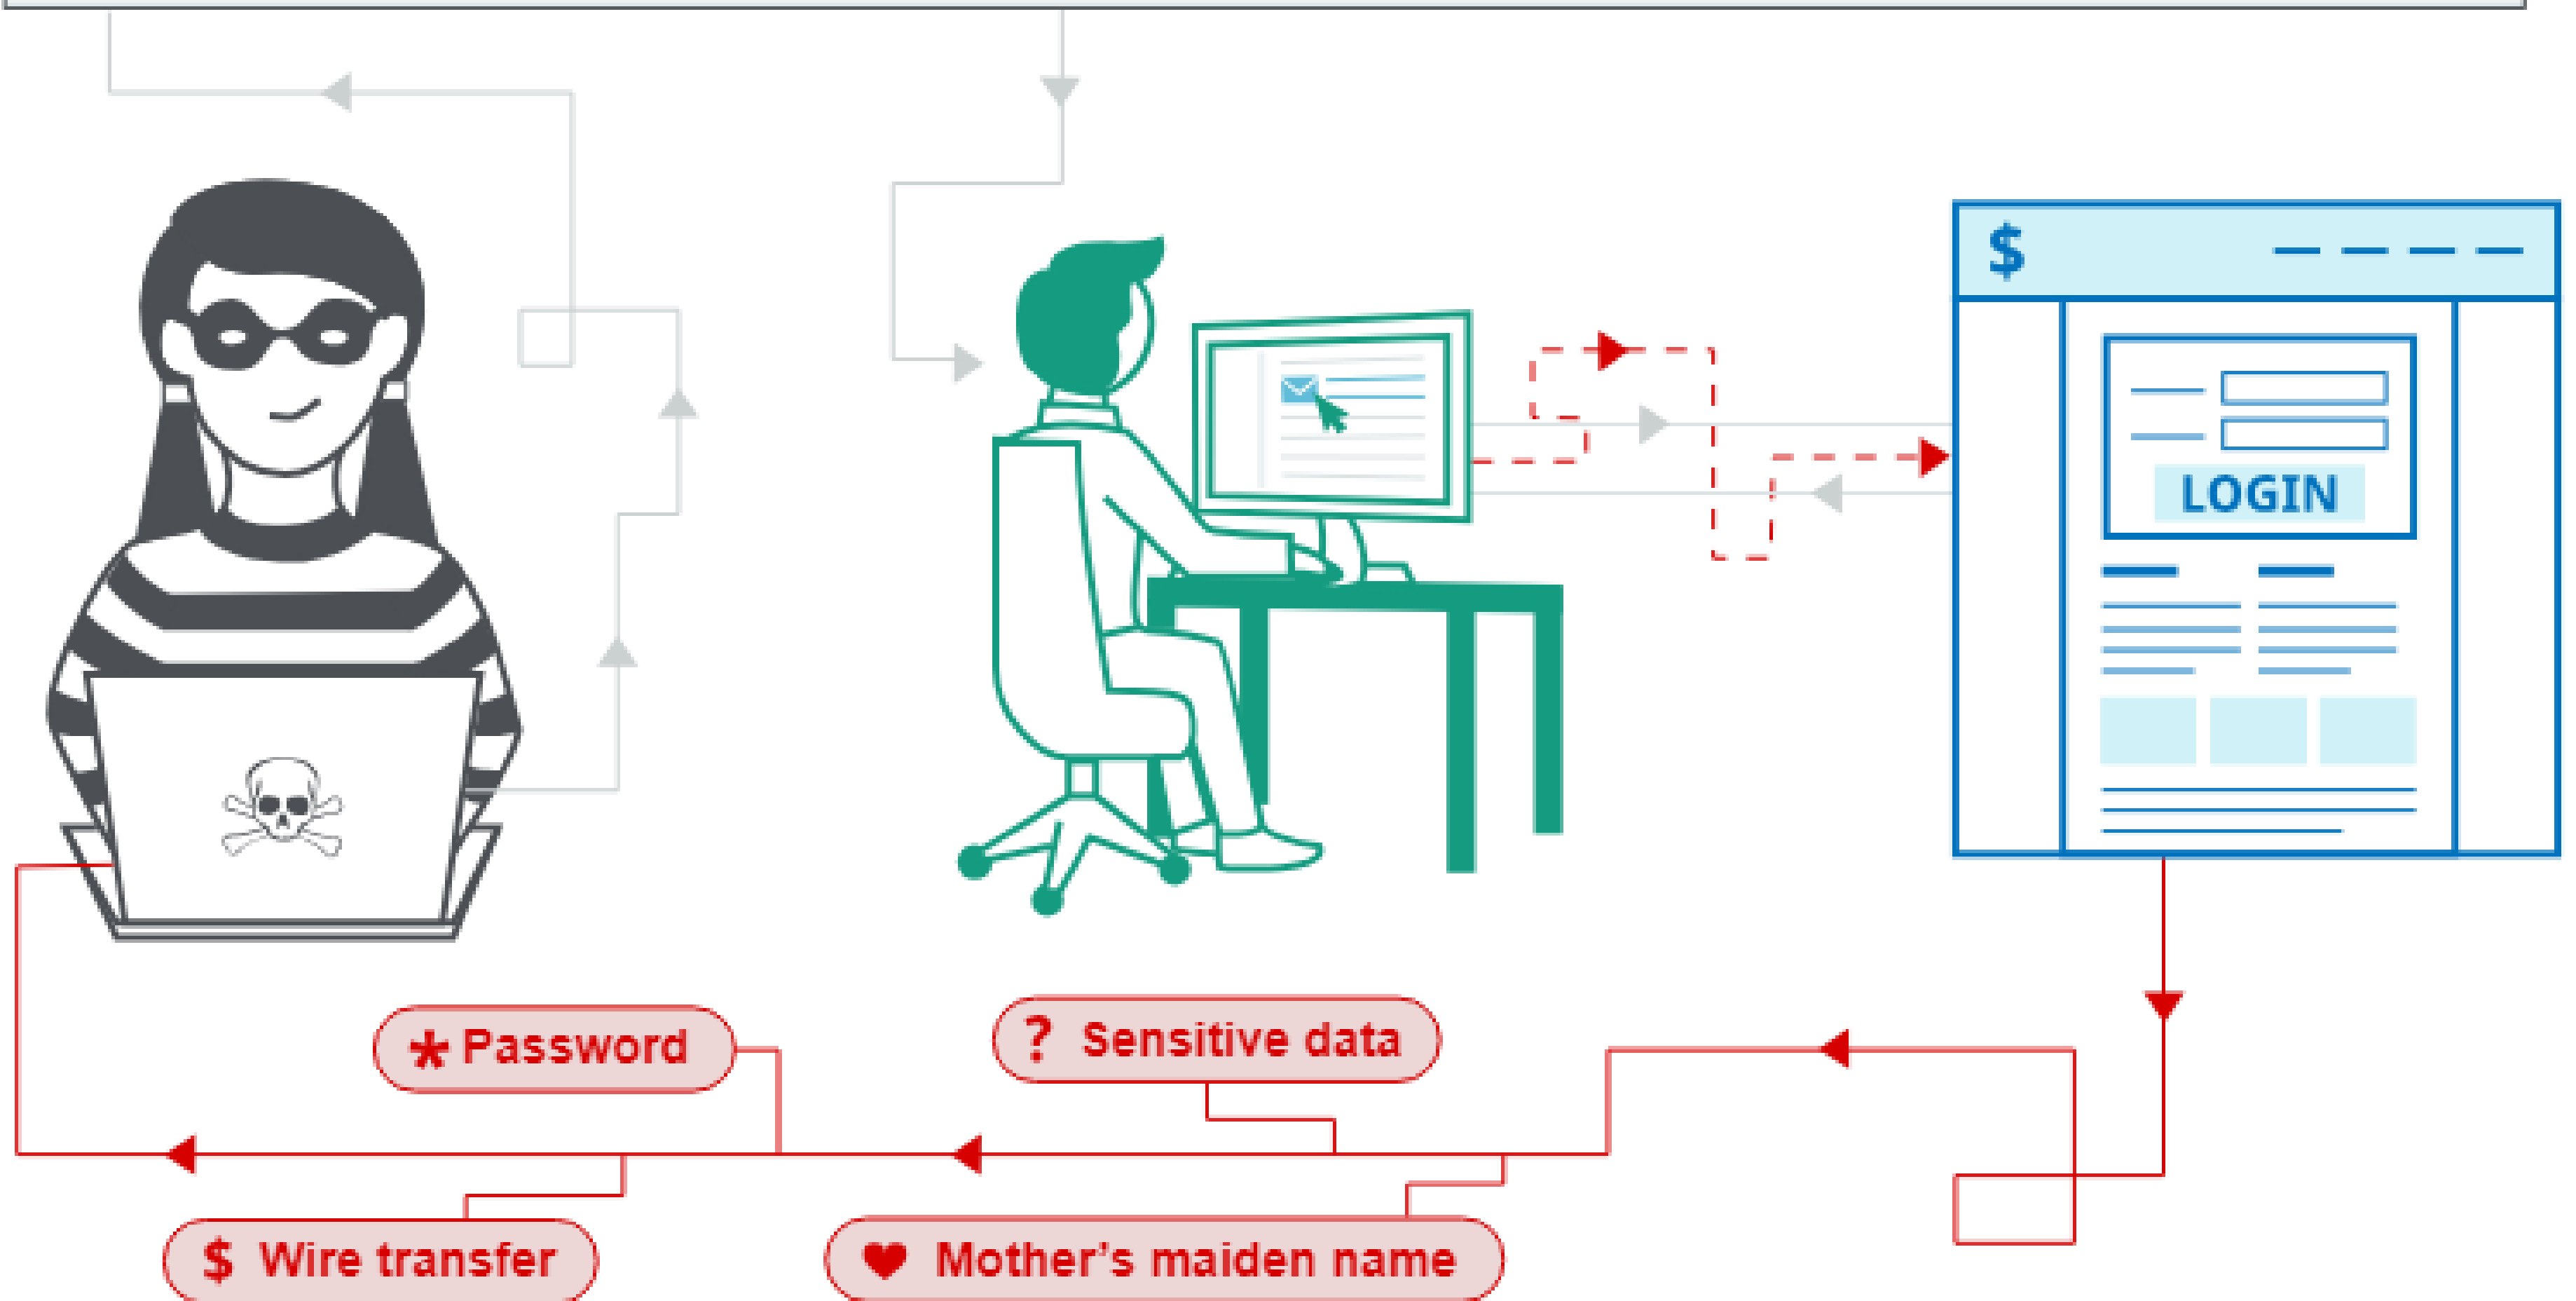 $
LOGIN
* Password
? Sensitive data
$ Wire transfer
♥ Mother’s maiden name